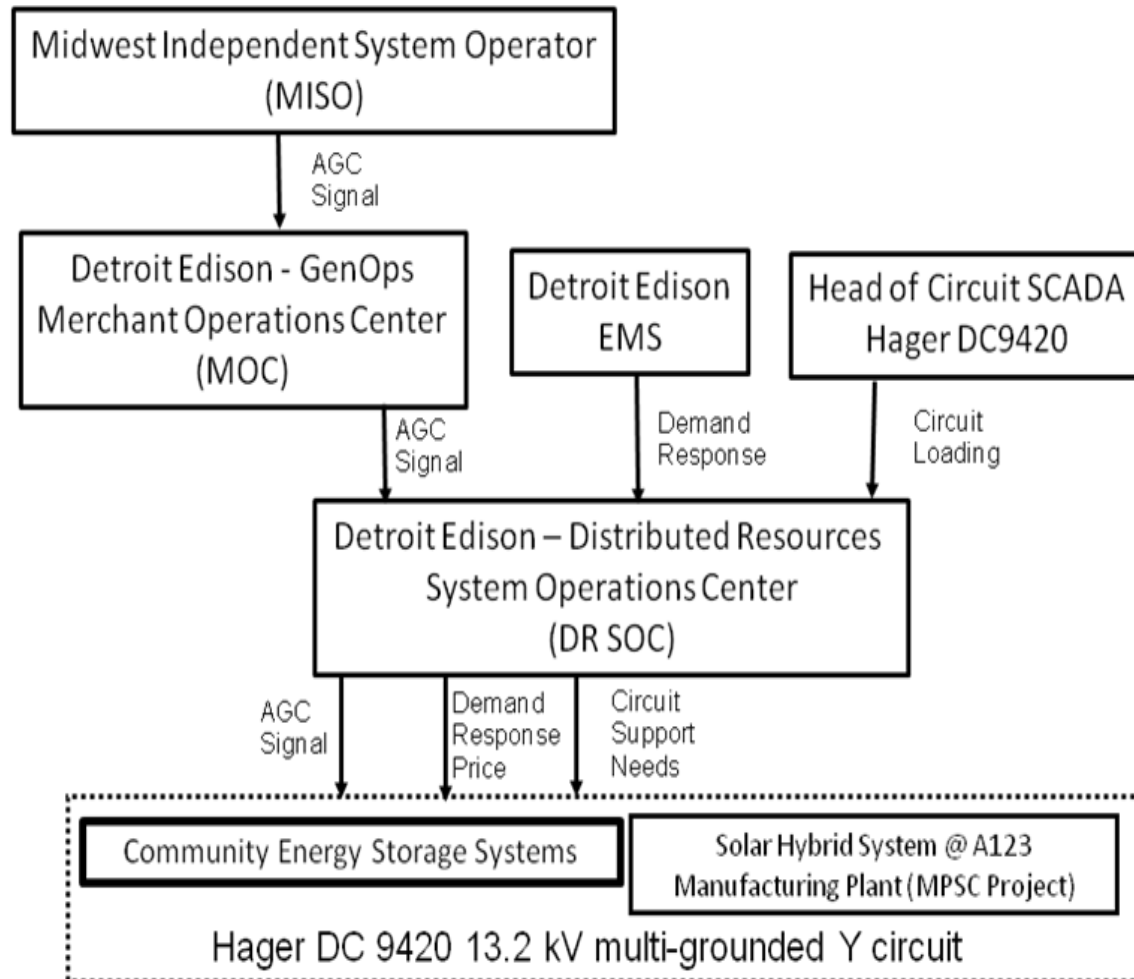 Midwest Independent System Operator
(MISO)
AGC
Signal
Detroit Edison - GenOps
Merchant Operations Center
(MOC)
Detroit Edison
EMS
Head of Circuit SCADA
Hager DC9420
AGC
Signal
Demand
Response
Circuit
Loading
Detroit Edison – Distributed Resources
System Operations Center
(DR SOC)
AGC
Signal
Demand
Response
Price
Circuit
Support
Needs
Community Energy Storage Systems
Solar Hybrid System @ A123
Manufacturing Plant (MPSC Project)
Hager DC 9420 13.2 kV multi-grounded Y circuit